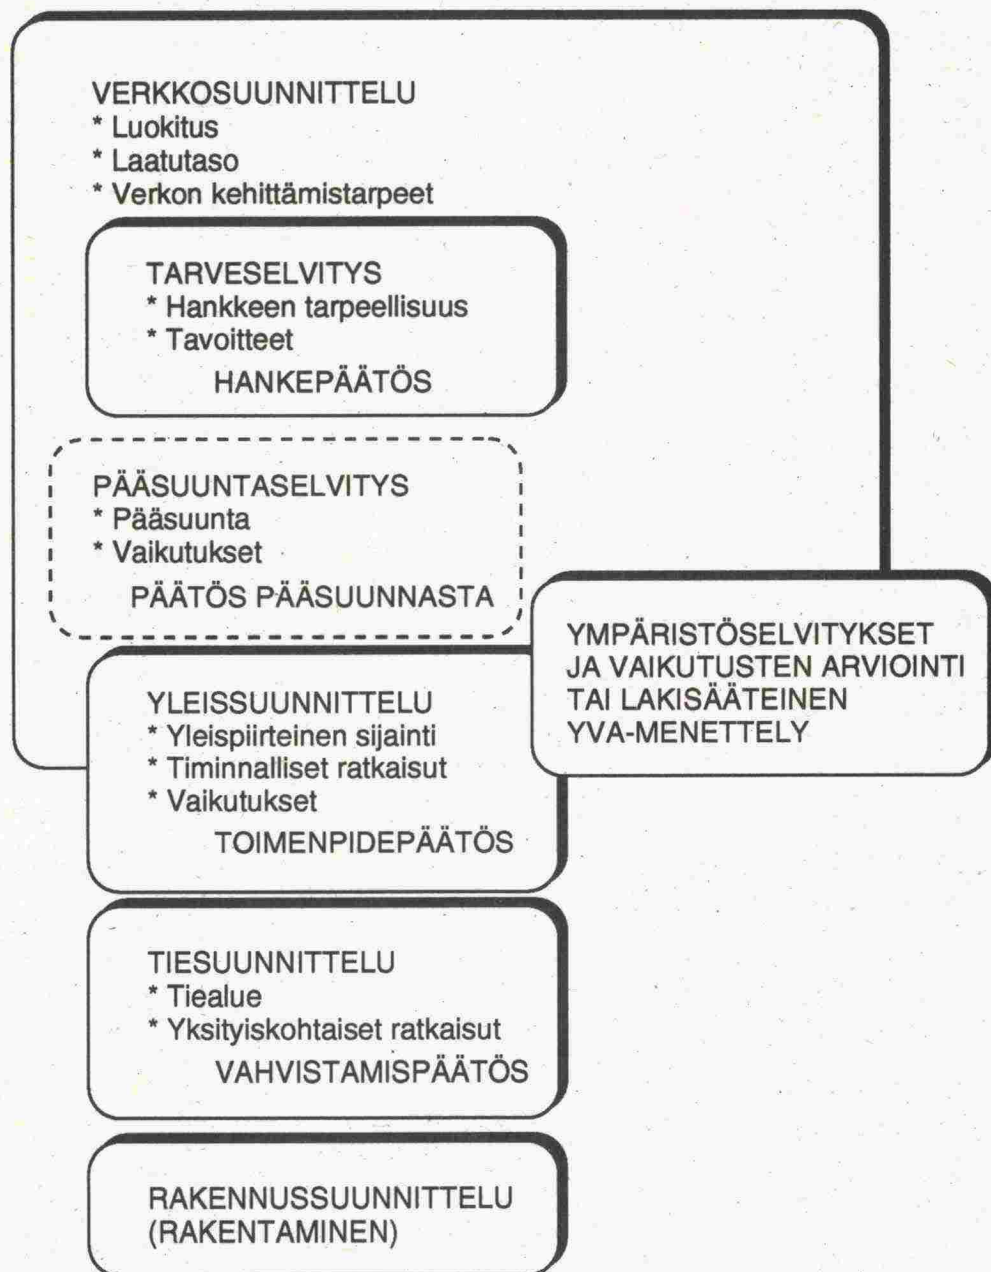 VERKKOSUUNNITTELU
* Luokitus
* Laatutaso
* Verkon kehittämistarpeet
TARVESELVITYS
* Hankkeen tarpeellisuus
* Tavoitteet
HANKEPÄÄTÖS
PÄÄSUUNTASELVITYS
* Pääsuunta
* Vaikutukset
PÄÄTÖS PÄÄSUUNNASTA
YMPÄRISTÖSELVITYKSET
JA VAIKUTUSTEN ARVIOINTI
TAI LAKISÄÄTEINEN
YVA-MENETTELY
YLEISSUUNNITTELU
* Yleispiirteinen sijainti
* Timinnalliset ratkaisut
* Vaikutukset
TOIMENPIDEPÄÄTÖS
TIESUUNNITTELU
* Tiealue
* Yksityiskohtaiset ratkaisut
VAHVISTAMISPÄÄTÖS
RAKENNUSSUUNNITTELU
(RAKENTAMINEN)